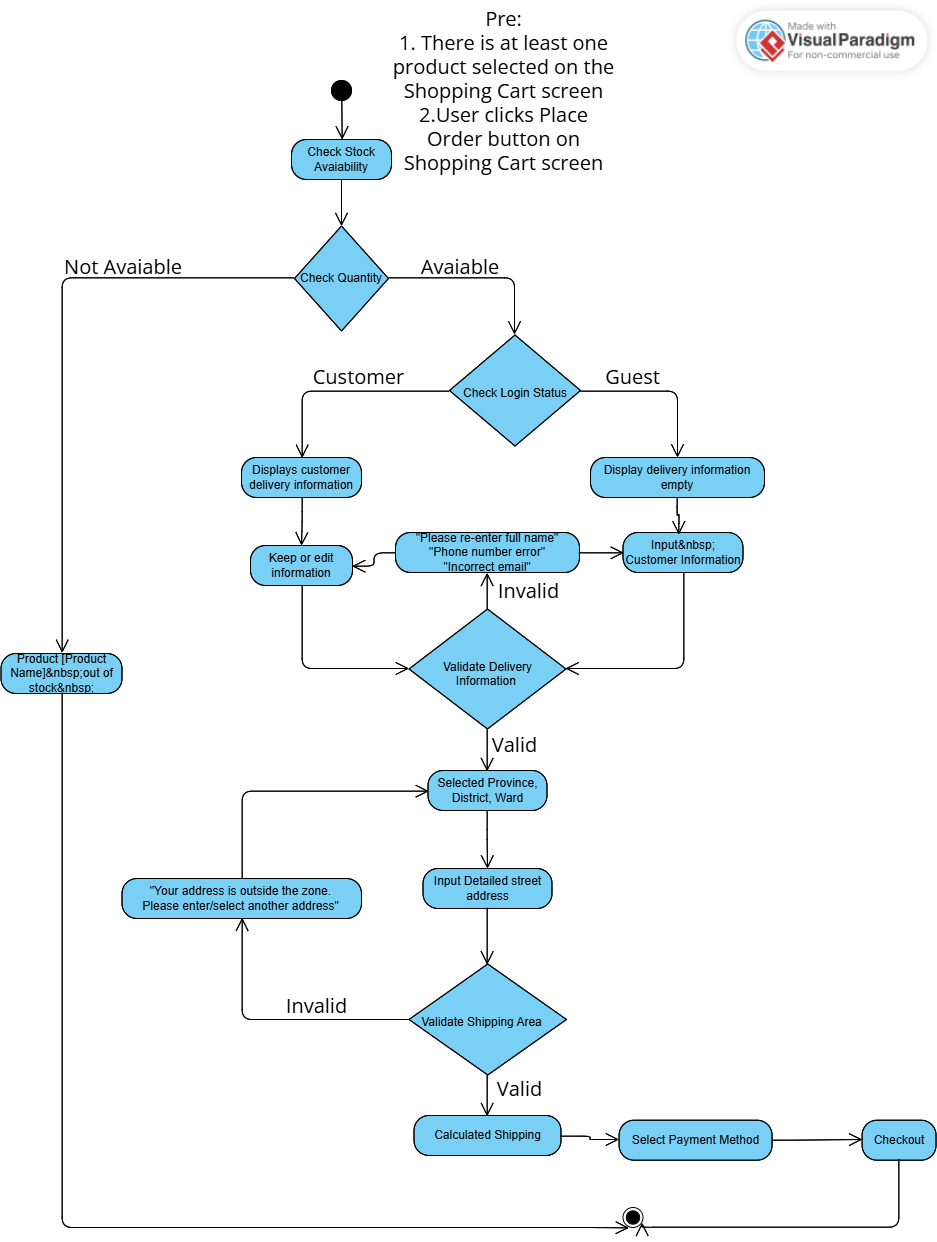 Pre:
1. There is at least one
product selected on the
Shopping Cart screen
2.User clicks Place
Order button on
Shopping Cart screen
Made with
VisualParadigm
For non-commercial use
Check Stock
Avaiability
Check Quantity
Not Avaiable
Avaiable
Check Login Status
Customer
Guest
Displays customer
delivery information
Display delivery information
empty
Keep or edit
information
"Please re-enter full name"
"Phone number error"
"Incorrect email"
Input&nbsp;
Customer Information
Invalid
Validate Delivery
Information
Product [Product
Name]&nbsp;out of
stock&nbsp;
Valid
Selected Province,
District, Ward
Input Detailed street
address
"Your address is outside the zone.
Please enter/select another address"
Invalid
Validate Shipping Area
Valid
Calculated Shipping
Select Payment Method
Checkout